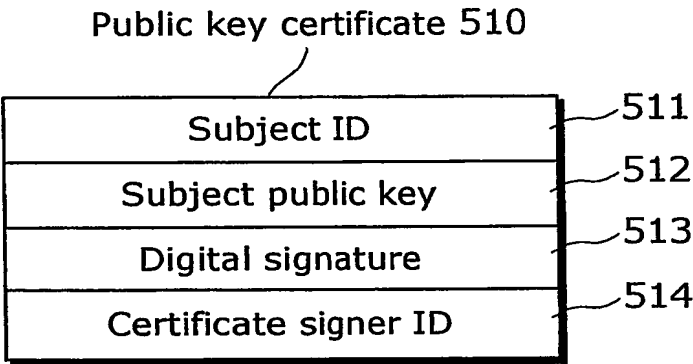 Public key certificate 510
Subject ID 511
Subject public key 512
Digital signature 513
Certificate signer ID 514